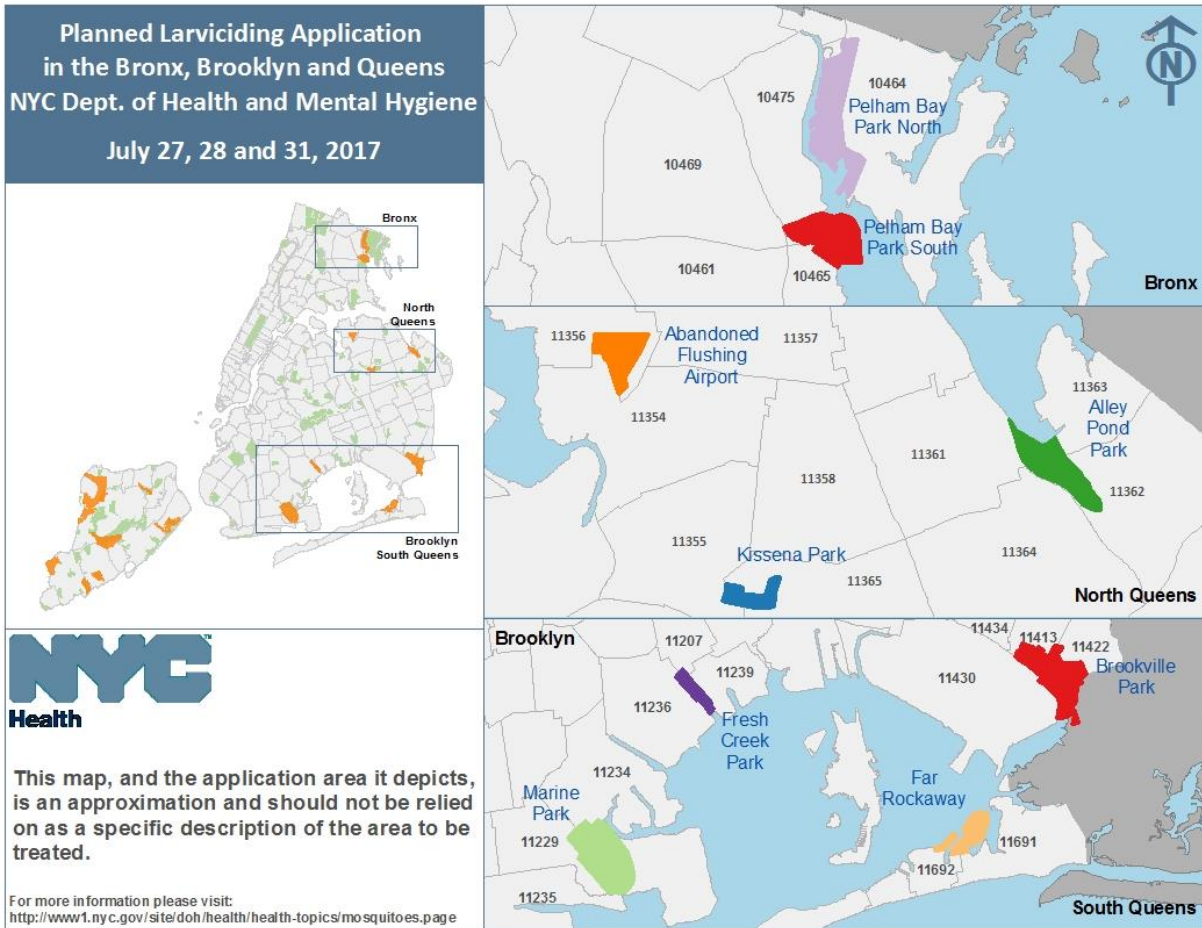 Planned Larviciding Application
in the Bronx, Brooklyn and Queens
NYC Dept. of Health and Mental Hygiene
July 27, 28 and 31, 2017
Bronx
North
Queens
Brooklyn
South Queens
NYC
Health
This map, and the application area it depicts,
is an approximation and should not be relied
on as a specific description of the area to be
treated.
For more information please visit:
http://www1.nyc.gov/site/doh/health/health-topics/mosquitoes.page
N
10475
10464
Pelham Bay
Park North
10469
Pelham Bay
Park South
10461
10465
Bronx
11356
Abandoned
Flushing
Airport
11357
11363
Alley
Pond
Park
11354
11361
11358
11362
11355
11364
Kissena Park
11365
North Queens
Brooklyn
11207
11434
11413
11422
11239
11430
Brookville
Park
11236
Fresh
Creek
Park
11234
Far
Rockaway
Marine
Park
11229
11691
11692
11235
South Queens